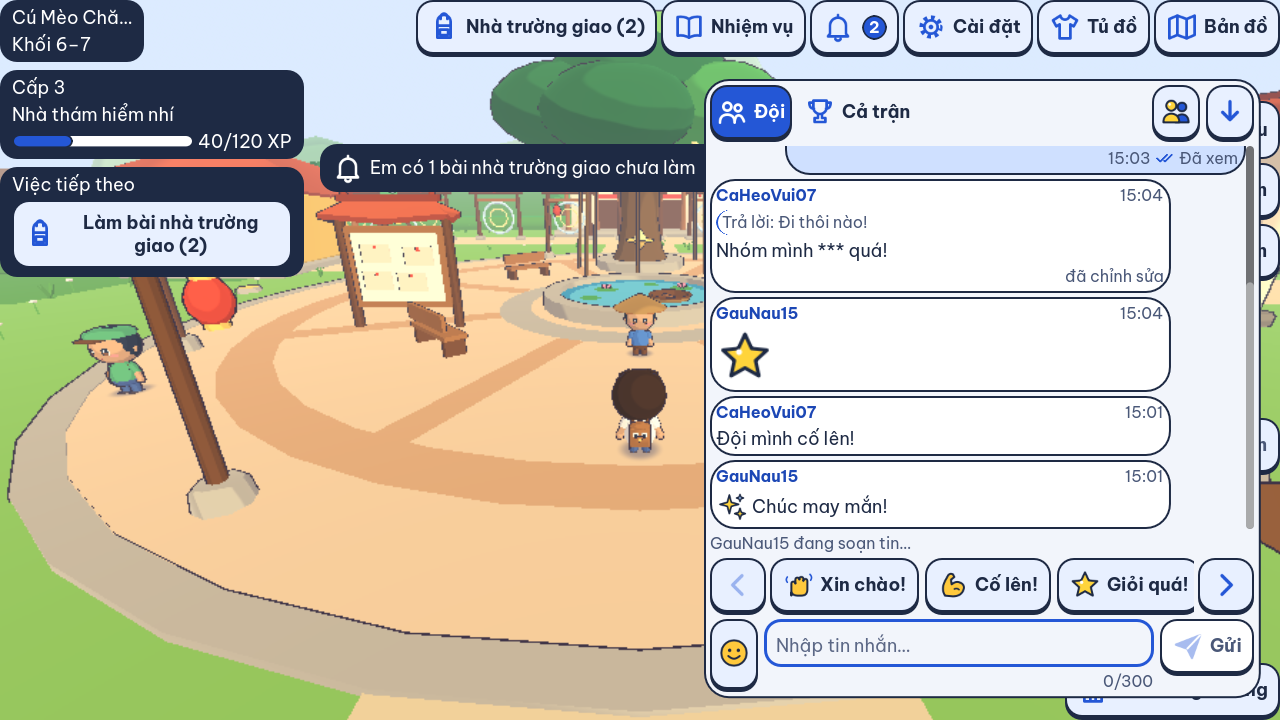 Cú Mèo Chă...
Khối 6–7
Nhà trường giao (2)
Nhiệm vụ
2
Cài đặt
Tủ đồ
Bản đồ
Cấp 3
Nhà thám hiểm nhí
40/120 XP
Việc tiếp theo
Làm bài nhà trường
giao (2)
Em có 1 bài nhà trường giao chưa làm
Đội
Cả trận
15:03 Đã xem
CaHeoVui07 15:04
Trả lời: Đi thôi nào!
Nhóm mình *** quá!
đã chỉnh sửa
GauNau15 15:04
CaHeoVui07 15:01
Đội mình cố lên!
GauNau15 15:01
Chúc may mắn!
GauNau15 đang soạn tin...
Xin chào!
Cố lên!
Giỏi quá!
Nhập tin nhắn...
Gửi
0/300